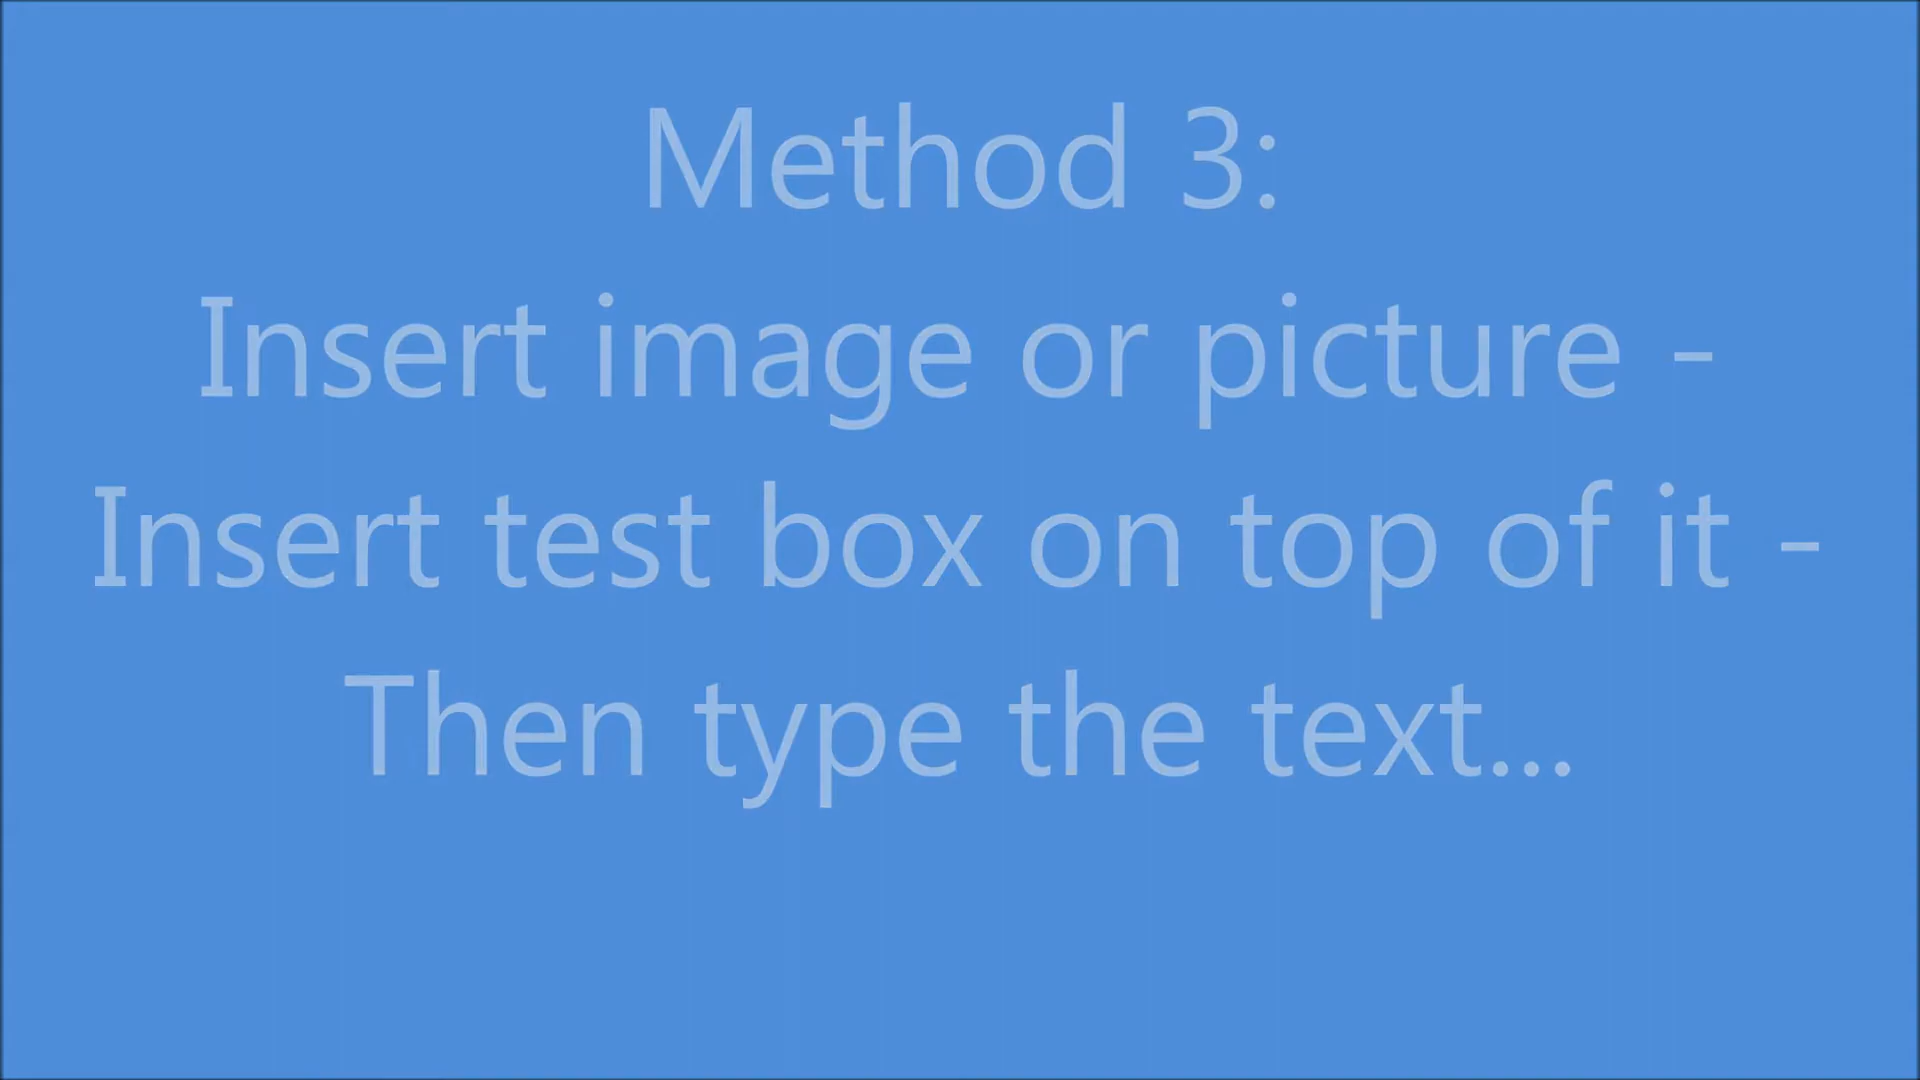 Method 3:
Insert image or picture -
Insert test box on top of it -
Then type the text...